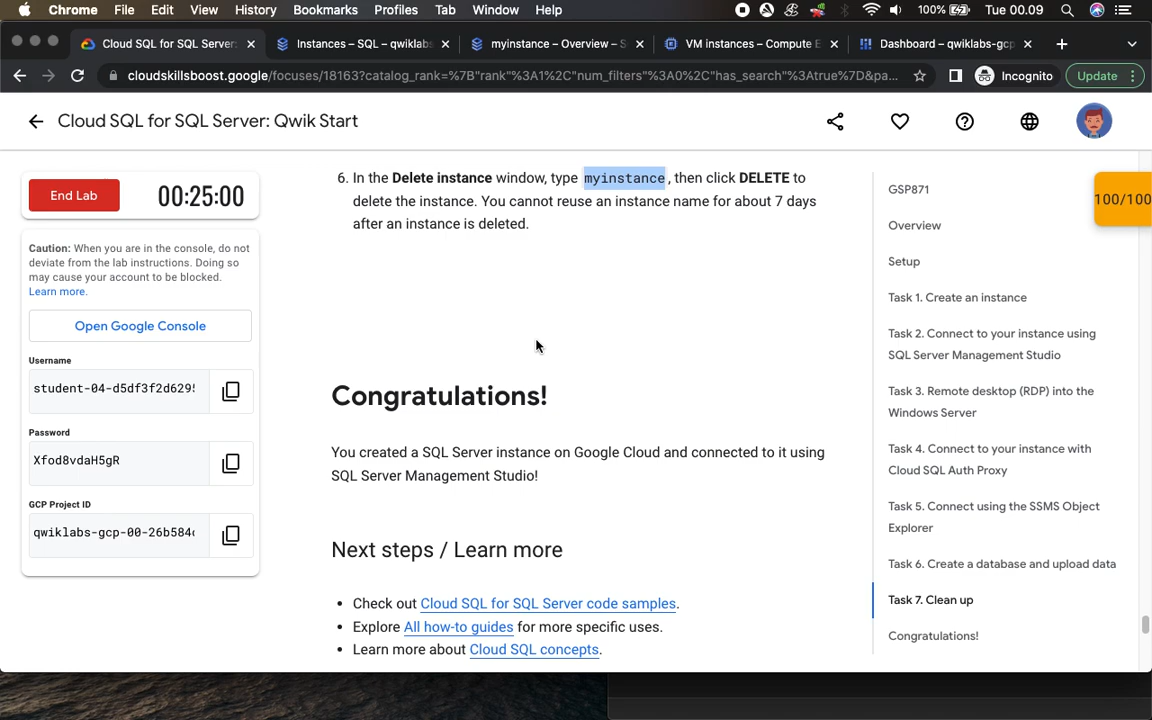 Chrome File Edit View History Bookmarks Profiles Tab Window Help 100% Tue 00.09
Cloud SQL for SQL Server: Instances – SQL – qwiklabs myinstance – Overview – S VM instances – Compute E Dashboard – qwiklabs-gcp
cloudskillsboost.google/focuses/18163?catalog_rank=%7B"rank"%3A1%2C"num_filters"%3A0%2C"has_search"%3Atrue%7D&pa... Incognito Update
Cloud SQL for SQL Server: Qwik Start
End Lab 00:25:00
Caution: When you are in the console, do not
deviate from the lab instructions. Doing so
may cause your account to be blocked.
Learn more.
Open Google Console
Username
student-04-d5df3f2d6295
Password
Xfod8vdaH5gR
GCP Project ID
qwiklabs-gcp-00-26b584
6. In the Delete instance window, type myinstance, then click DELETE to
delete the instance. You cannot reuse an instance name for about 7 days
after an instance is deleted.
Congratulations!
You created a SQL Server instance on Google Cloud and connected to it using
SQL Server Management Studio!
Next steps / Learn more
• Check out Cloud SQL for SQL Server code samples.
• Explore All how-to guides for more specific uses.
• Learn more about Cloud SQL concepts.
GSP871
100/100
Overview
Setup
Task 1. Create an instance
Task 2. Connect to your instance using
SQL Server Management Studio
Task 3. Remote desktop (RDP) into the
Windows Server
Task 4. Connect to your instance with
Cloud SQL Auth Proxy
Task 5. Connect using the SSMS Object
Explorer
Task 6. Create a database and upload data
Task 7. Clean up
Congratulations!